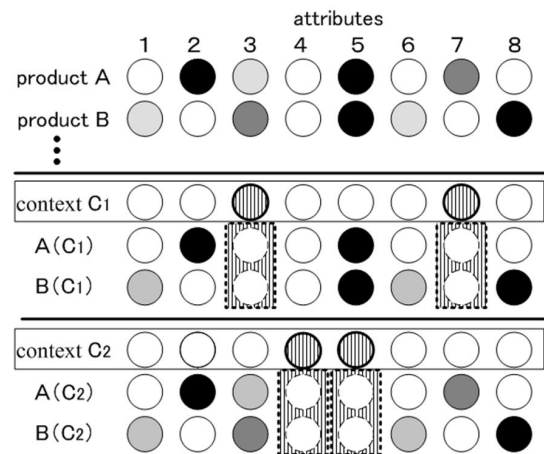 attributes
1 2 3 4 5 6 7 8
product A
product B
context C1
A(C1)
B(C1)
context C2
A(C2)
B(C2)